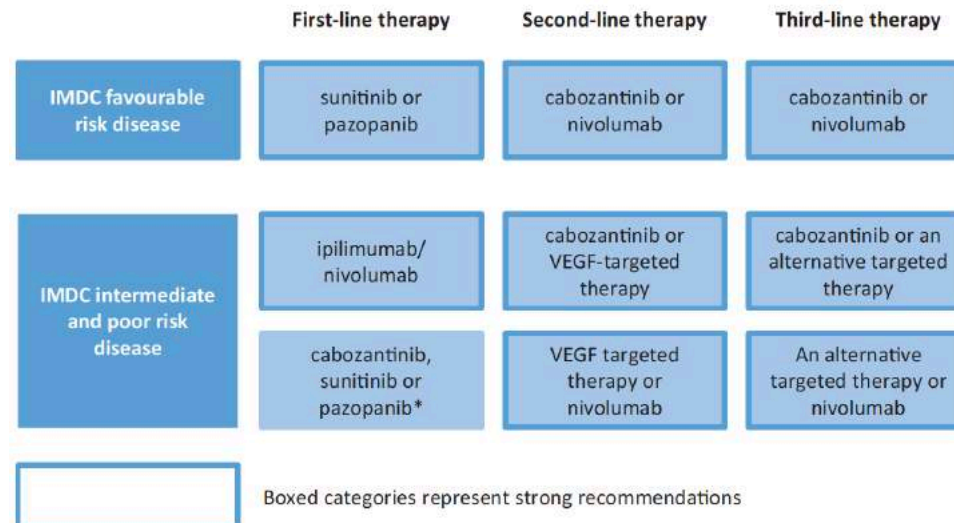 First-line therapy
Second-line therapy
Third-line therapy
IMDC favourable
risk disease
sunitinib or
pazopanib
cabozantinib or
nivolumab
cabozantinib or
nivolumab
IMDC intermediate
and poor risk
disease
ipilimumab/
nivolumab
cabozantinib or
VEGF-targeted
therapy
cabozantinib or an
alternative targeted
therapy
cabozantinib,
sunitinib or
pazopanib*
VEGF targeted
therapy or
nivolumab
An alternative
targeted therapy or
nivolumab
Boxed categories represent strong recommendations